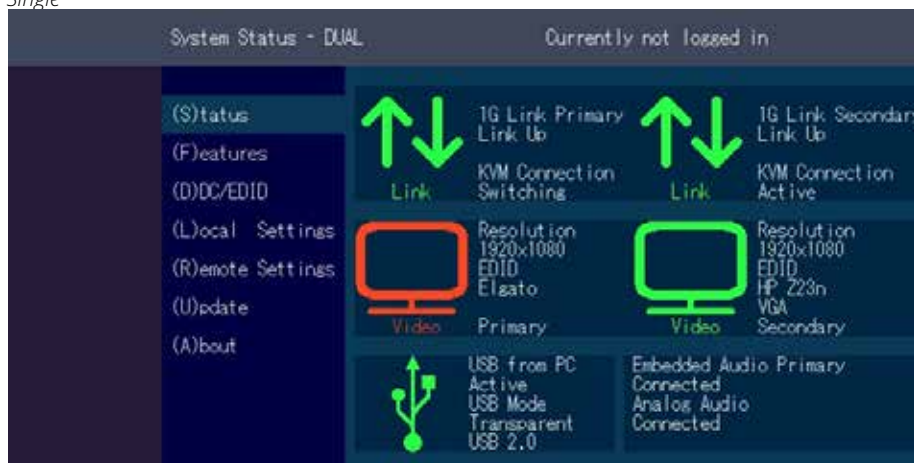 Single
System Status - DUAL
Currently not logged in
(S)tatus
(F)eatures
(D)DC/EDID
(L)ocal Settings
(R)emote Settings
(U)pdate
(A)bout
Link
1G Link Primary
Link Up
KVM Connection
Switching
Link
1G Link Secondary
Link Up
KVM Connection
Active
Video
Resolution
1920x1080
EDID
Elgato
Primary
Video
Resolution
1920x1080
EDID
HP Z23n
VGA
Secondary
USB from PC
Active
USB Mode
Transparent
USB 2.0
Embedded Audio Primary
Connected
Analog Audio
Connected